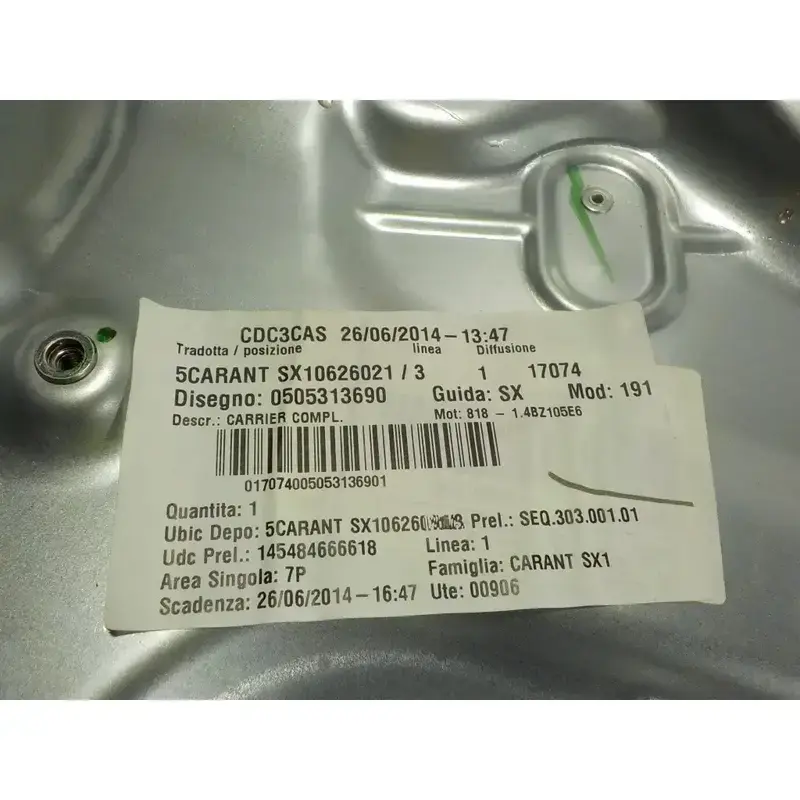 CDC3CAS 26/06/2014-13:47
Tradotta / posizione linea Diffusione
5CARANT SX10626021 / 3 1 17074
Disegno: 0505313690 Guida: SX Mod: 191
Descr.: CARRIER COMPL. Mot: 818 - 1.4BZ105E6
017074005053136901
Quantita: 1
Ubic Depo: 5CARANT Prel.: SEQ.303.001.01
Udc Prel.: 145484666618 Linea: 1
Area Singola: 7P Famiglia: CARANT SX1
Scadenza: 26/06/2014-16:47 Ute: 00906